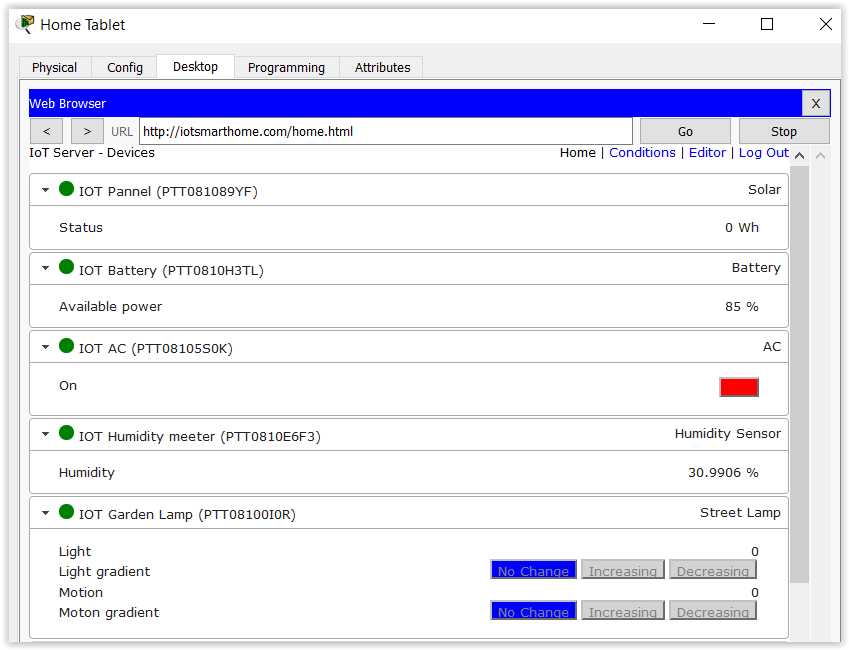 Home Tablet
Physical Config Desktop Programming Attributes
Web Browser X
< > URL http://iotsmarthome.com/home.html Go Stop
IoT Server - Devices Home | Conditions | Editor | Log Out
IOT Pannel (PTT081089YF) Solar
Status 0 Wh
IOT Battery (PTT0810H3TL) Battery
Available power 85 %
IOT AC (PTT08105S0K) AC
On
IOT Humidity meeter (PTT0810E6F3) Humidity Sensor
Humidity 30.9906 %
IOT Garden Lamp (PTT08100I0R) Street Lamp
Light 0
Light gradient No Change Increasing Decreasing
Motion 0
Moton gradient No Change Increasing Decreasing